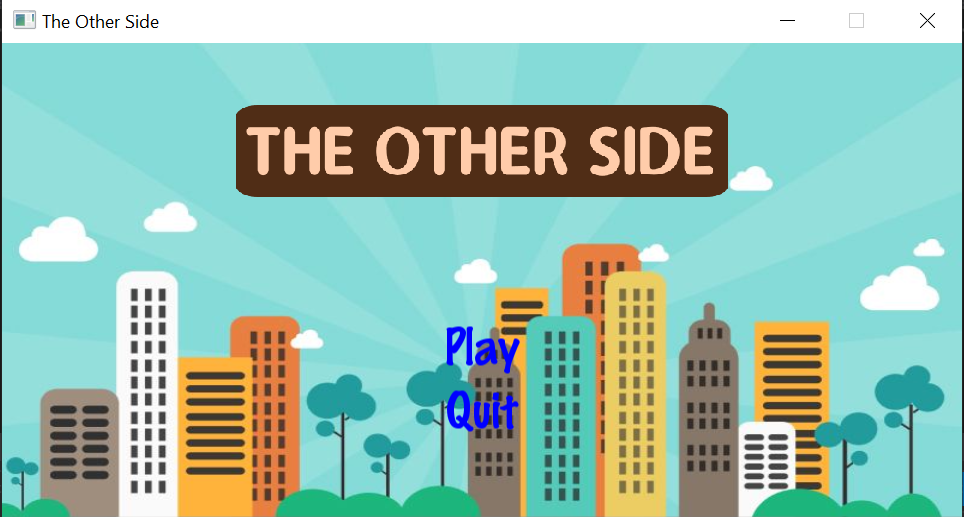 The Other Side
THE OTHER SIDE
Play
Quit